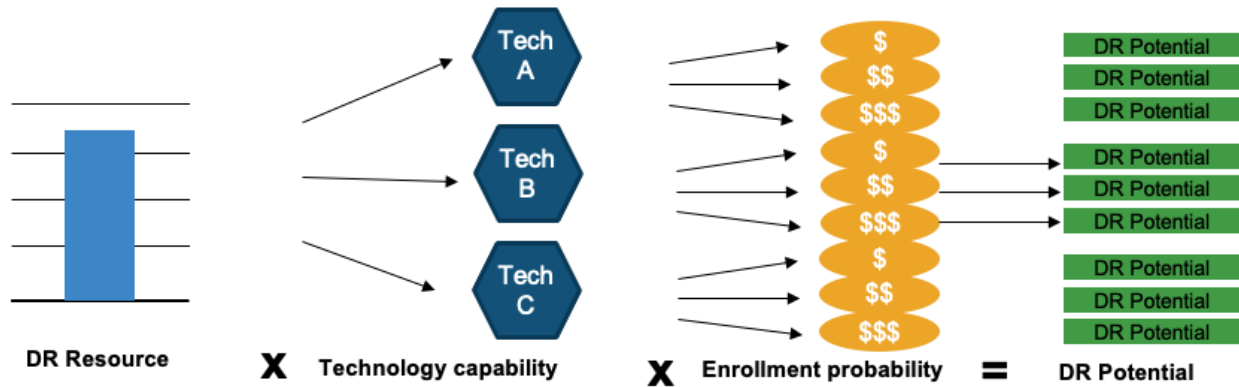 Tech
A
Tech
B
Tech
C
$
$$
$$$
$
$$
$$$
$
$$
$$$
DR Potential
DR Potential
DR Potential
DR Potential
DR Potential
DR Potential
DR Potential
DR Potential
DR Potential
DR Resource x Technology capability x Enrollment probability = DR Potential